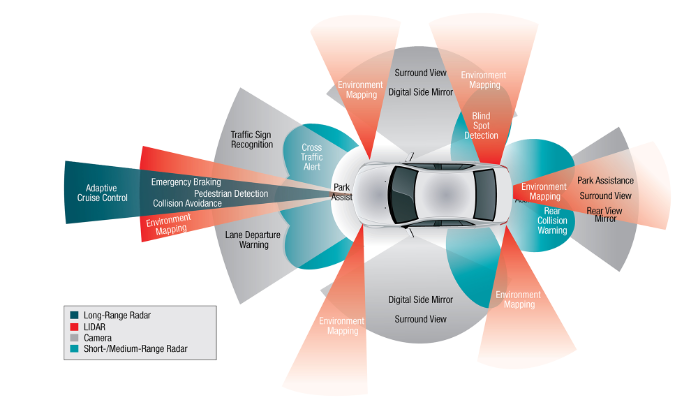 Surround View
Digital Side Mirror
Environment
Mapping
Environment
Mapping
Blind
Spot
Detection
Traffic Sign
Recognition
Cross
Traffic
Alert
Adaptive
Cruise Control
Emergency Braking
Pedestrian Detection
Collision Avoidance
Environment
Mapping
Park
Assist
Environment
Mapping
Park Assistance
Surround View
Rear View
Mirror
Rear
Collision
Warning
Lane Departure
Warning
Digital Side Mirror
Surround View
Environment
Mapping
Environment
Mapping
Long-Range Radar
LIDAR
Camera
Short-/Medium-Range Radar